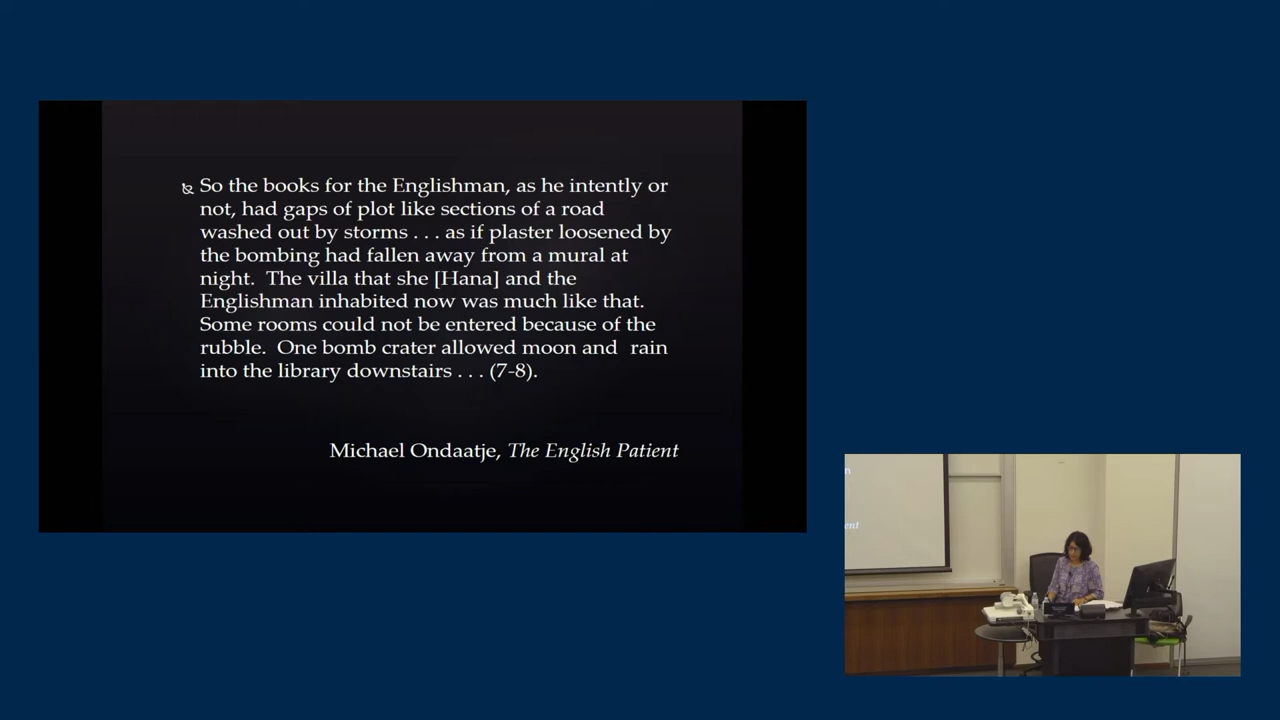 So the books for the Englishman, as he intently or
not, had gaps of plot like sections of a road
washed out by storms . . . as if plaster loosened by
the bombing had fallen away from a mural at
night.  The villa that she [Hana] and the
Englishman inhabited now was much like that.
Some rooms could not be entered because of the
rubble.  One bomb crater allowed moon and  rain
into the library downstairs . . . (7-8).
Michael Ondaatje, The English Patient
n
ent